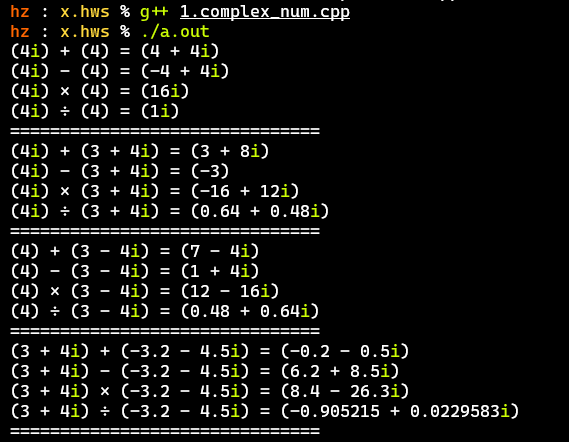 hz : x.hws % g++ 1.complex_num.cpp
hz : x.hws % ./a.out
(4i) + (4) = (4 + 4i)
(4i) − (4) = (-4 + 4i)
(4i) × (4) = (16i)
(4i) ÷ (4) = (1i)
===============================
(4i) + (3 + 4i) = (3 + 8i)
(4i) − (3 + 4i) = (-3)
(4i) × (3 + 4i) = (-16 + 12i)
(4i) ÷ (3 + 4i) = (0.64 + 0.48i)
===============================
(4) + (3 − 4i) = (7 − 4i)
(4) − (3 − 4i) = (1 + 4i)
(4) × (3 − 4i) = (12 − 16i)
(4) ÷ (3 − 4i) = (0.48 + 0.64i)
===============================
(3 + 4i) + (-3.2 − 4.5i) = (-0.2 − 0.5i)
(3 + 4i) − (-3.2 − 4.5i) = (6.2 + 8.5i)
(3 + 4i) × (-3.2 − 4.5i) = (8.4 − 26.3i)
(3 + 4i) ÷ (-3.2 − 4.5i) = (-0.905215 + 0.0229583i)
===============================